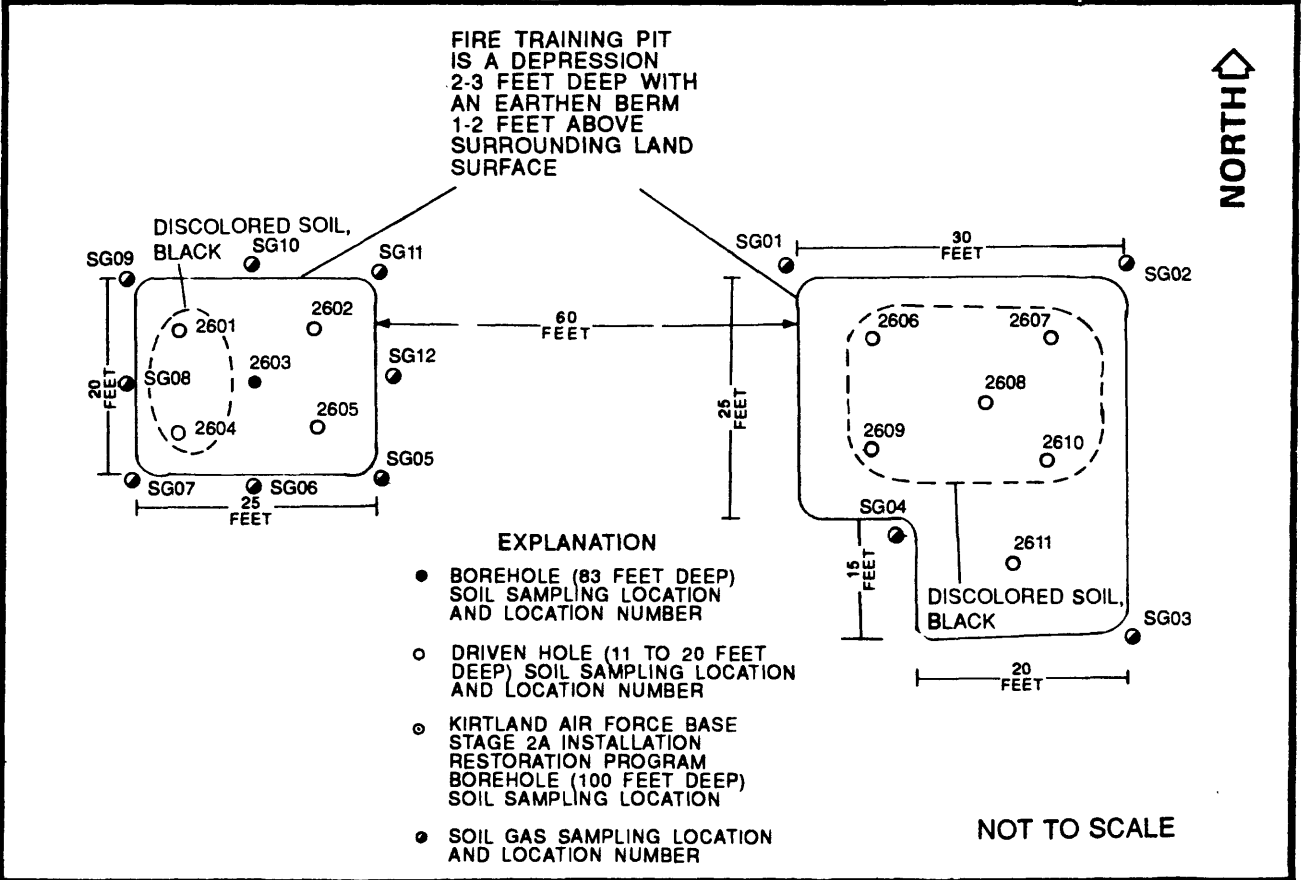 FIRE TRAINING PIT
IS A DEPRESSION
2-3 FEET DEEP WITH
AN EARTHEN BERM
1-2 FEET ABOVE
SURROUNDING LAND
SURFACE
NORTH
DISCOLORED SOIL,
BLACK
SG09
SG10
SG11
SG01
30
FEET
SG02
2601
2602
60
FEET
2606
2607
2603
SG12
SG08
20
FEET
2608
2604
2605
25
FEET
2609
2610
SG07
SG06
SG05
25
FEET
SG04
2611
15
FEET
DISCOLORED SOIL,
BLACK
SG03
20
FEET
EXPLANATION
BOREHOLE (83 FEET DEEP)
SOIL SAMPLING LOCATION
AND LOCATION NUMBER
DRIVEN HOLE (11 TO 20 FEET
DEEP) SOIL SAMPLING LOCATION
AND LOCATION NUMBER
KIRTLAND AIR FORCE BASE
STAGE 2A INSTALLATION
RESTORATION PROGRAM
BOREHOLE (100 FEET DEEP)
SOIL SAMPLING LOCATION
SOIL GAS SAMPLING LOCATION
AND LOCATION NUMBER
NOT TO SCALE